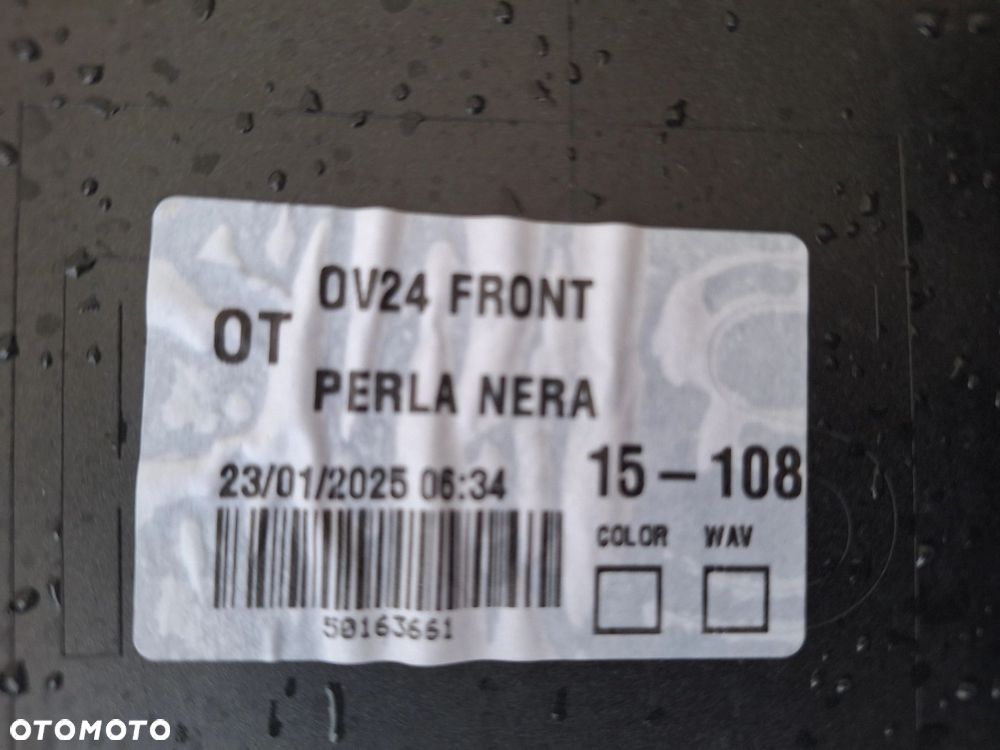 OV24 FRONT
OT
PERLA NERA
23/01/2025 06:34
15-108
COLOR WAV
50163661
OTOMOTO